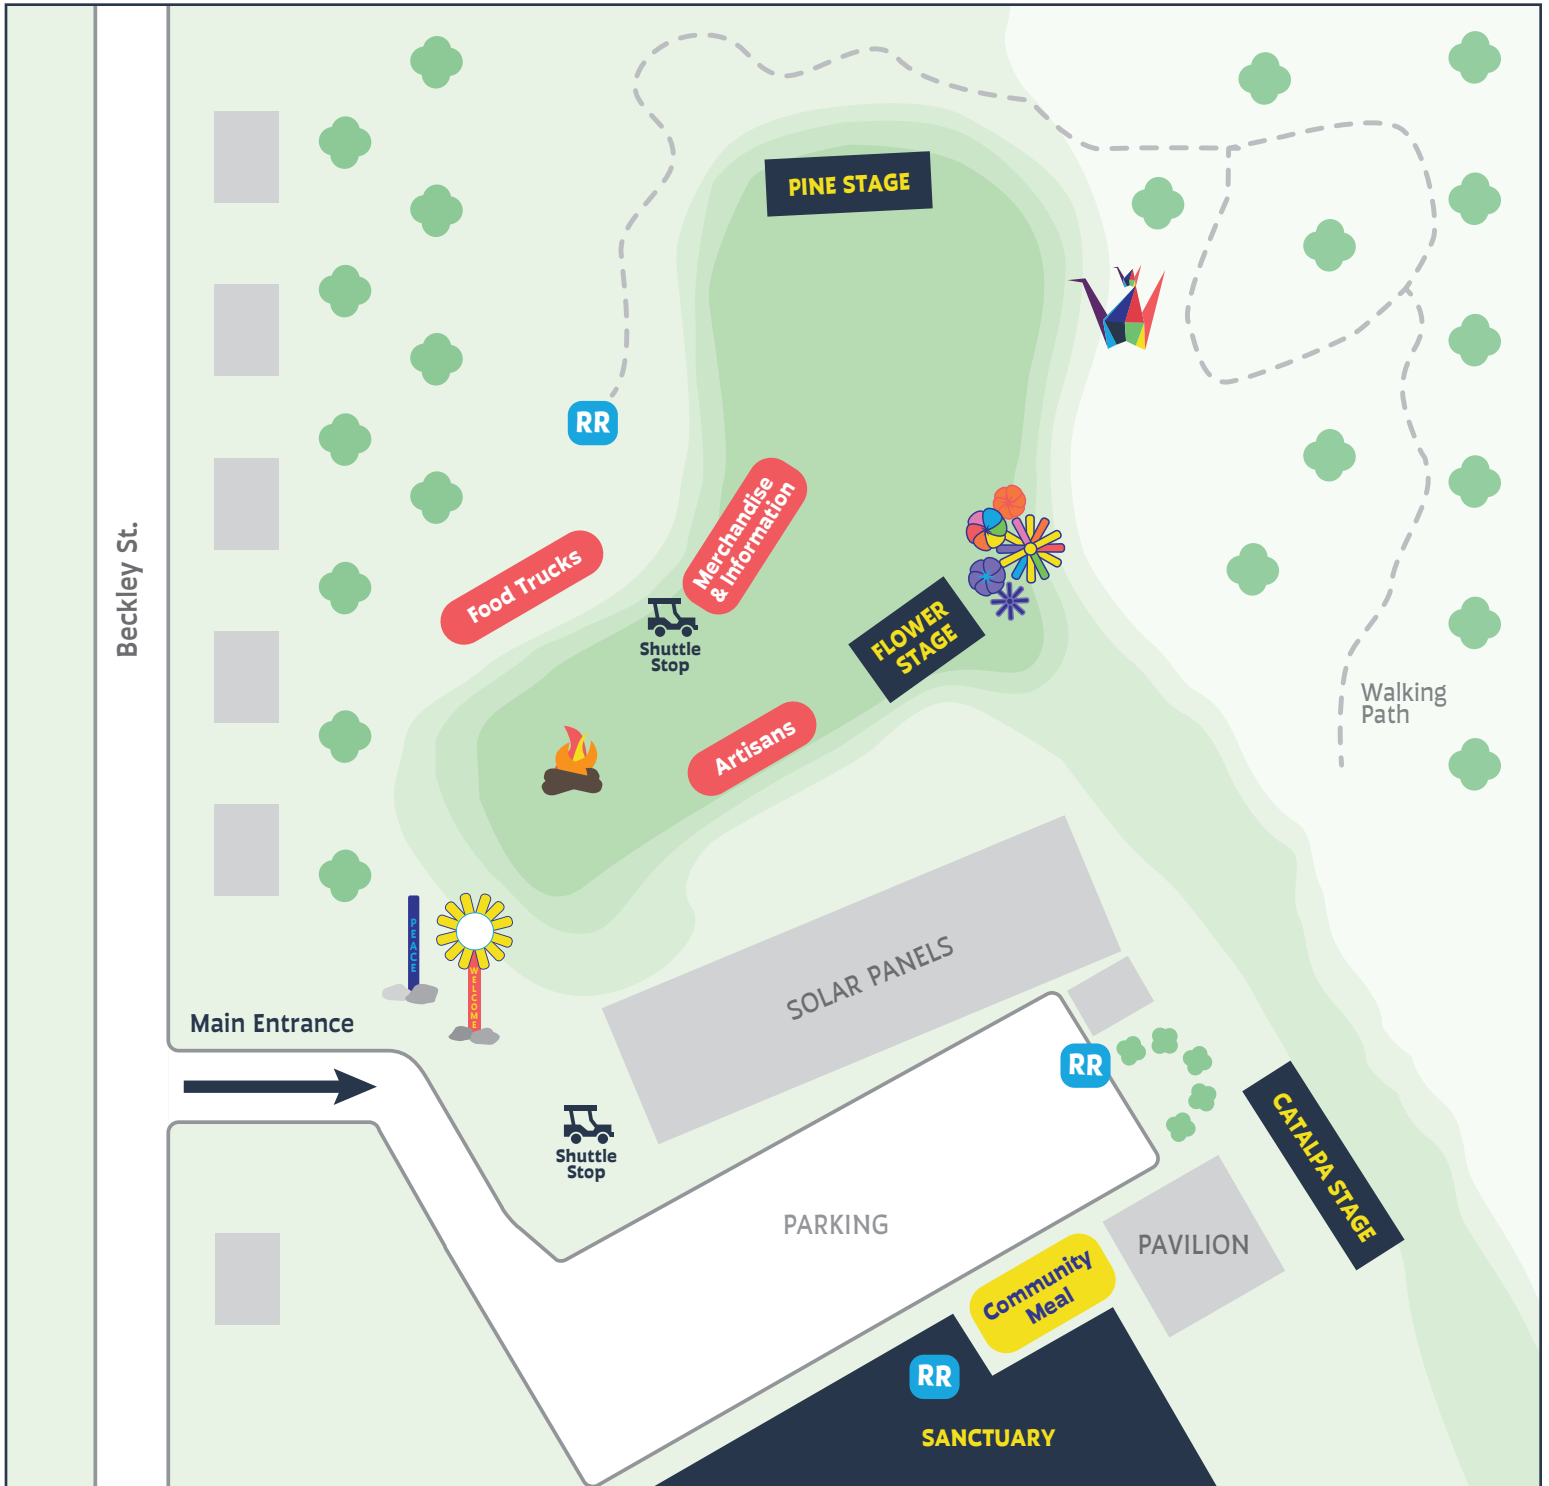 PINE STAGE
RR
Merchandise
& Information
Food Trucks
Beckley St.
FLOWER
STAGE
Shuttle
Stop
Walking
Path
Artisans
PEACE
WELCOME
SOLAR PANELS
Main Entrance
RR
Shuttle
Stop
CATALPA STAGE
PARKING
PAVILION
Community
Meal
RR
SANCTUARY